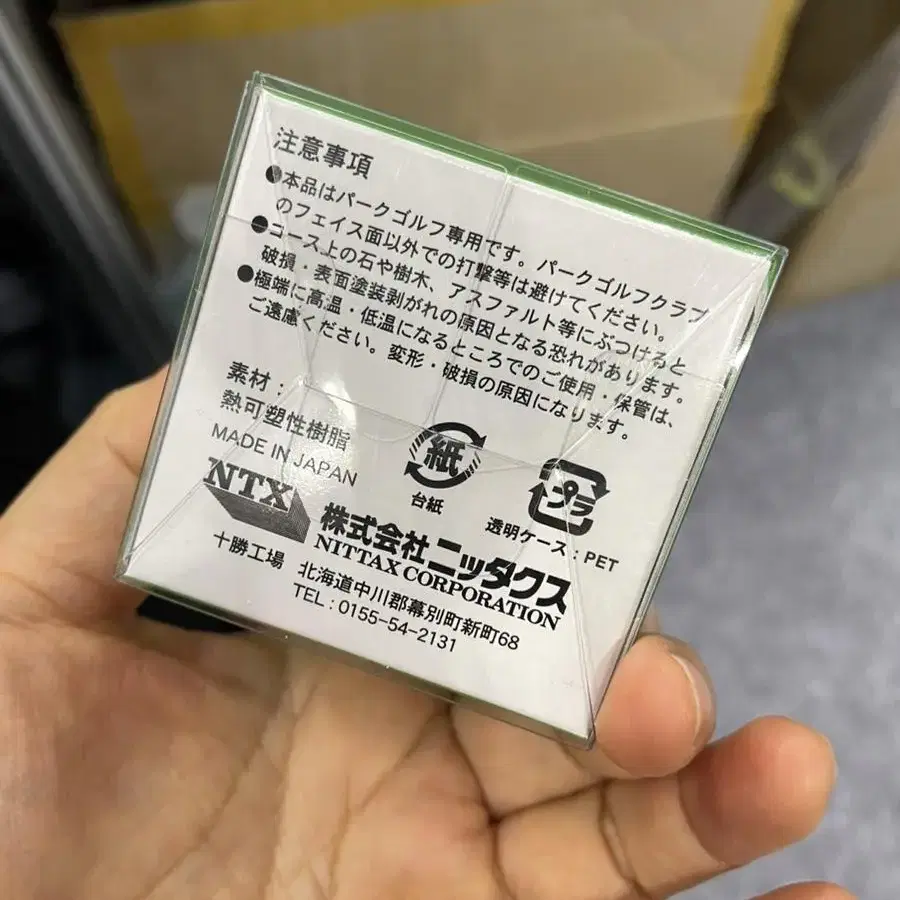 注意事項
●本品はパークゴルフ専用です。パークゴルフクラブ
のフェイス面以外での打撃等は避けてください。
●コース上の石や樹木、アスファルト等にぶつけると
破損・表面塗装剥がれの原因となる恐れがあります。
●極端に高温・低温になるところでのご使用・保管は、
ご遠慮ください。変形・破損の原因になります。
素材：
熱可塑性樹脂
MADE IN JAPAN
紙
台紙
プラ
透明ケース：PET
NTX
株式会社ニッタクス
NITTAX CORPORATION
十勝工場 北海道中川郡幕別町新町68
TEL：0155-54-2131